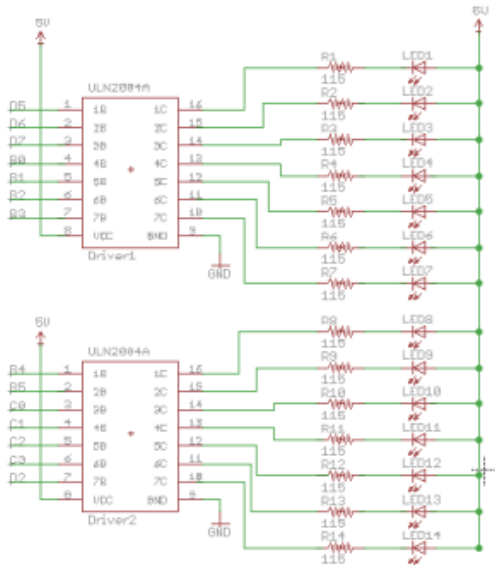 5V
5V
ULN2004A
D5 1 1B 1C 16
D6 2 2B 2C 15
D7 3 3B 3C 14
B0 4 4B 4C 13
B1 5 5B 5C 12
B2 6 6B 6C 11
B3 7 7B 7C 10
8 VCC GND 9
Driver1
GND
R1 LED1
115
R2 LED2
115
R3 LED3
115
R4 LED4
115
R5 LED5
115
R6 LED6
115
R7 LED7
115
5V
ULN2004A
B4 1 1B 1C 16
B5 2 2B 2C 15
C0 3 3B 3C 14
C1 4 4B 4C 13
C2 5 5B 5C 12
C3 6 6B 6C 11
D2 7 7B 7C 10
8 VCC GND 9
Driver2
GND
R8 LED8
115
R9 LED9
115
R10 LED10
115
R11 LED11
115
R12 LED12
115
R13 LED13
115
R14 LED14
115